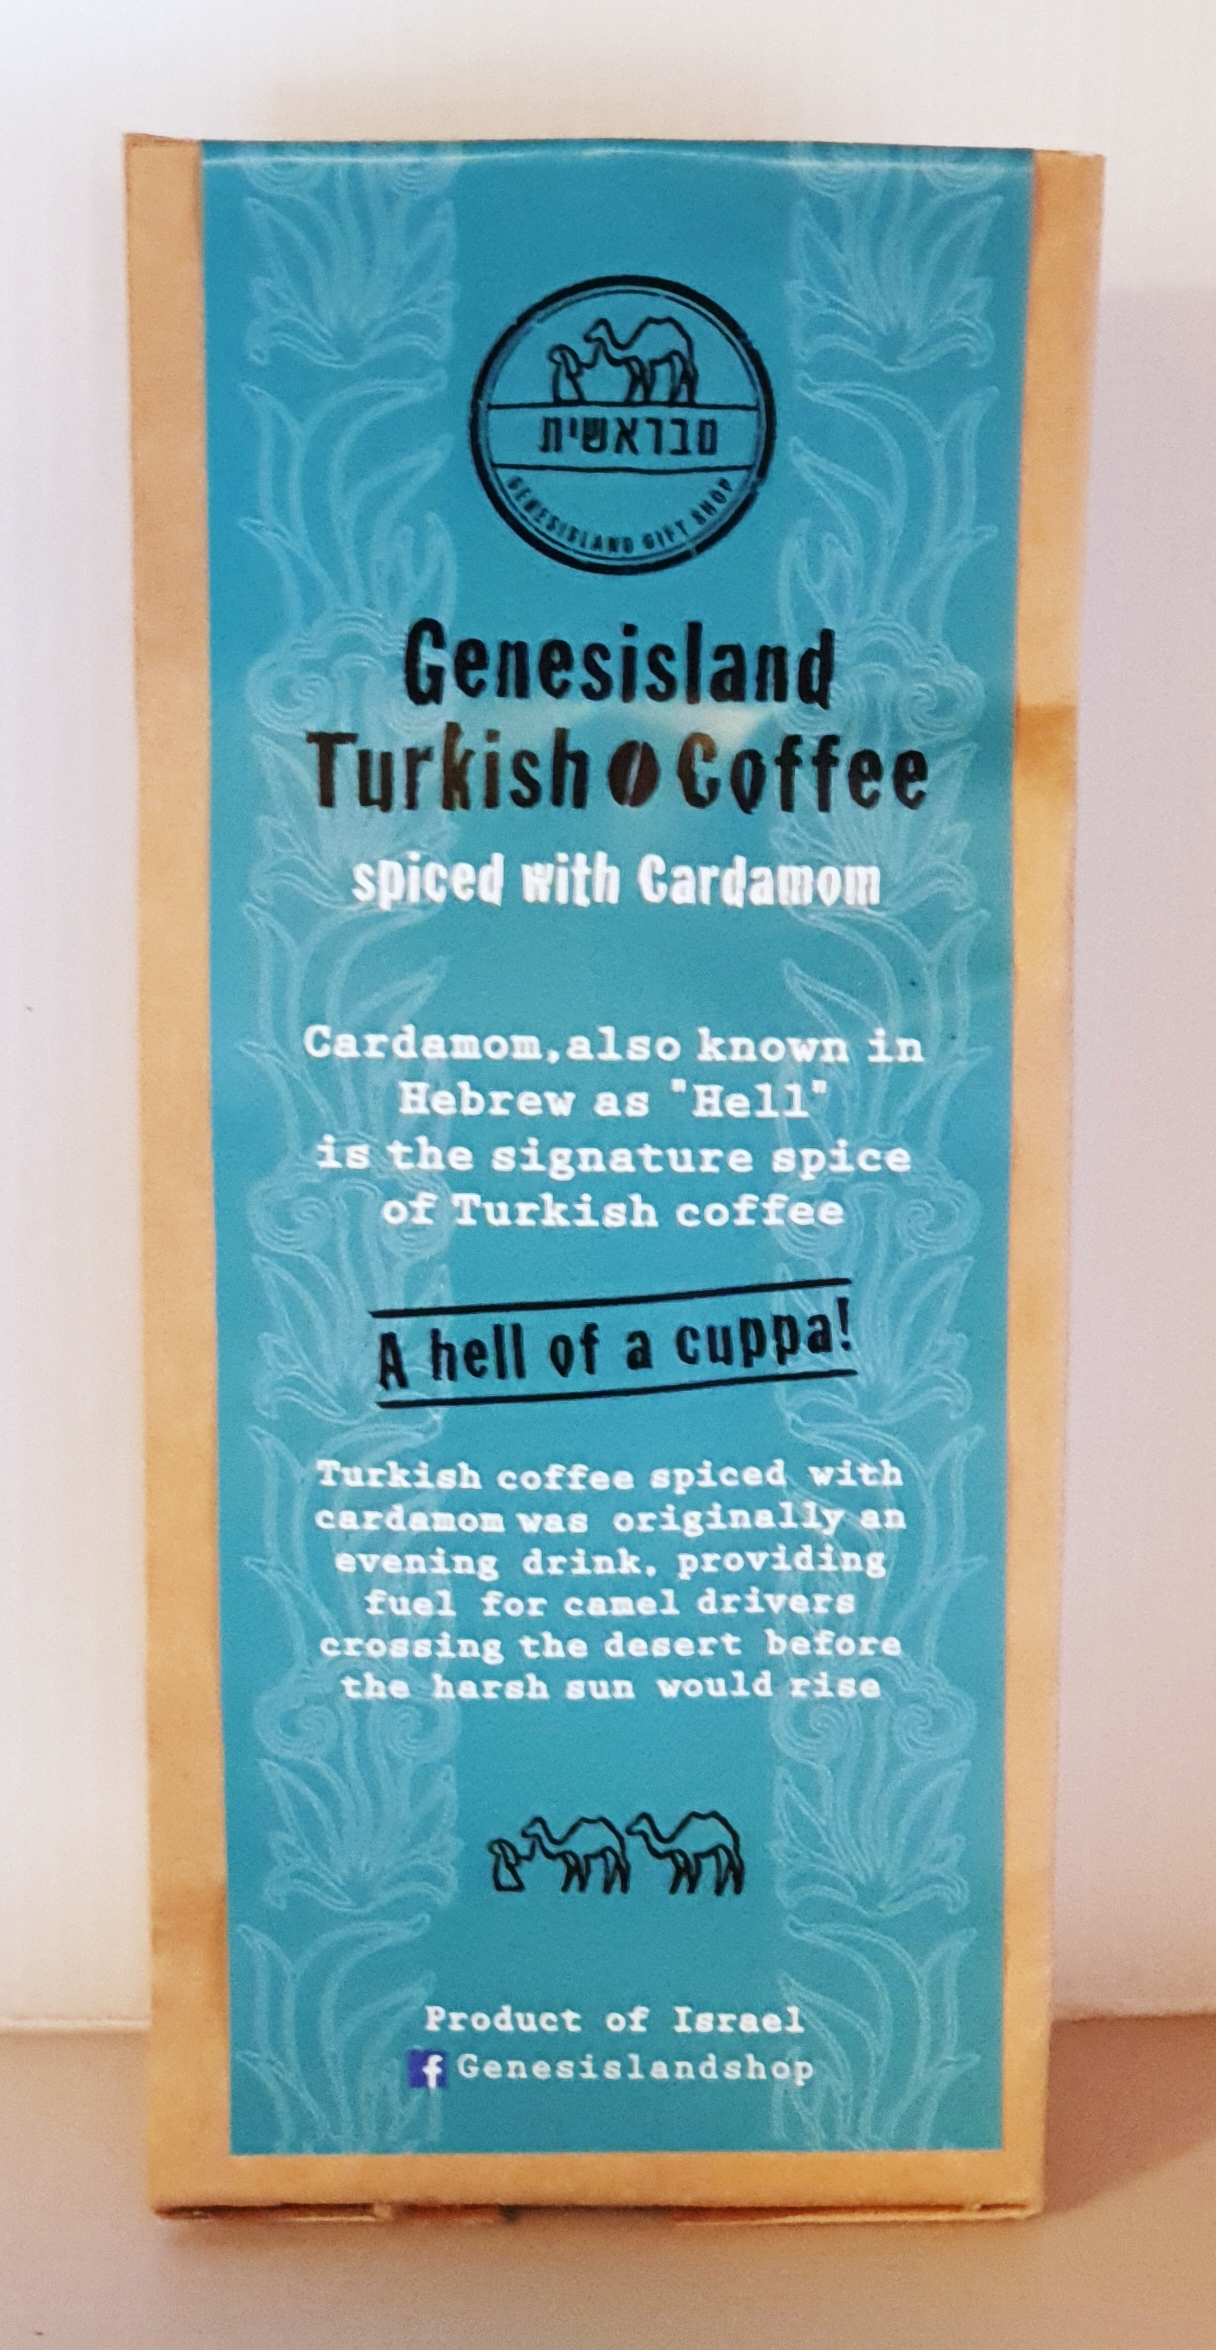 מבראשית
GENESISLAND GIFT SHOP
Genesisland
Turkish Coffee
spiced with Cardamom
Cardamom,also known in
Hebrew as "Hell"
is the signature spice
of Turkish coffee
A hell of a cuppa!
Turkish coffee spiced with
cardamom was originally an
evening drink, providing
fuel for camel drivers
crossing the desert before
the harsh sun would rise
Product of Israel
f Genesislandshop